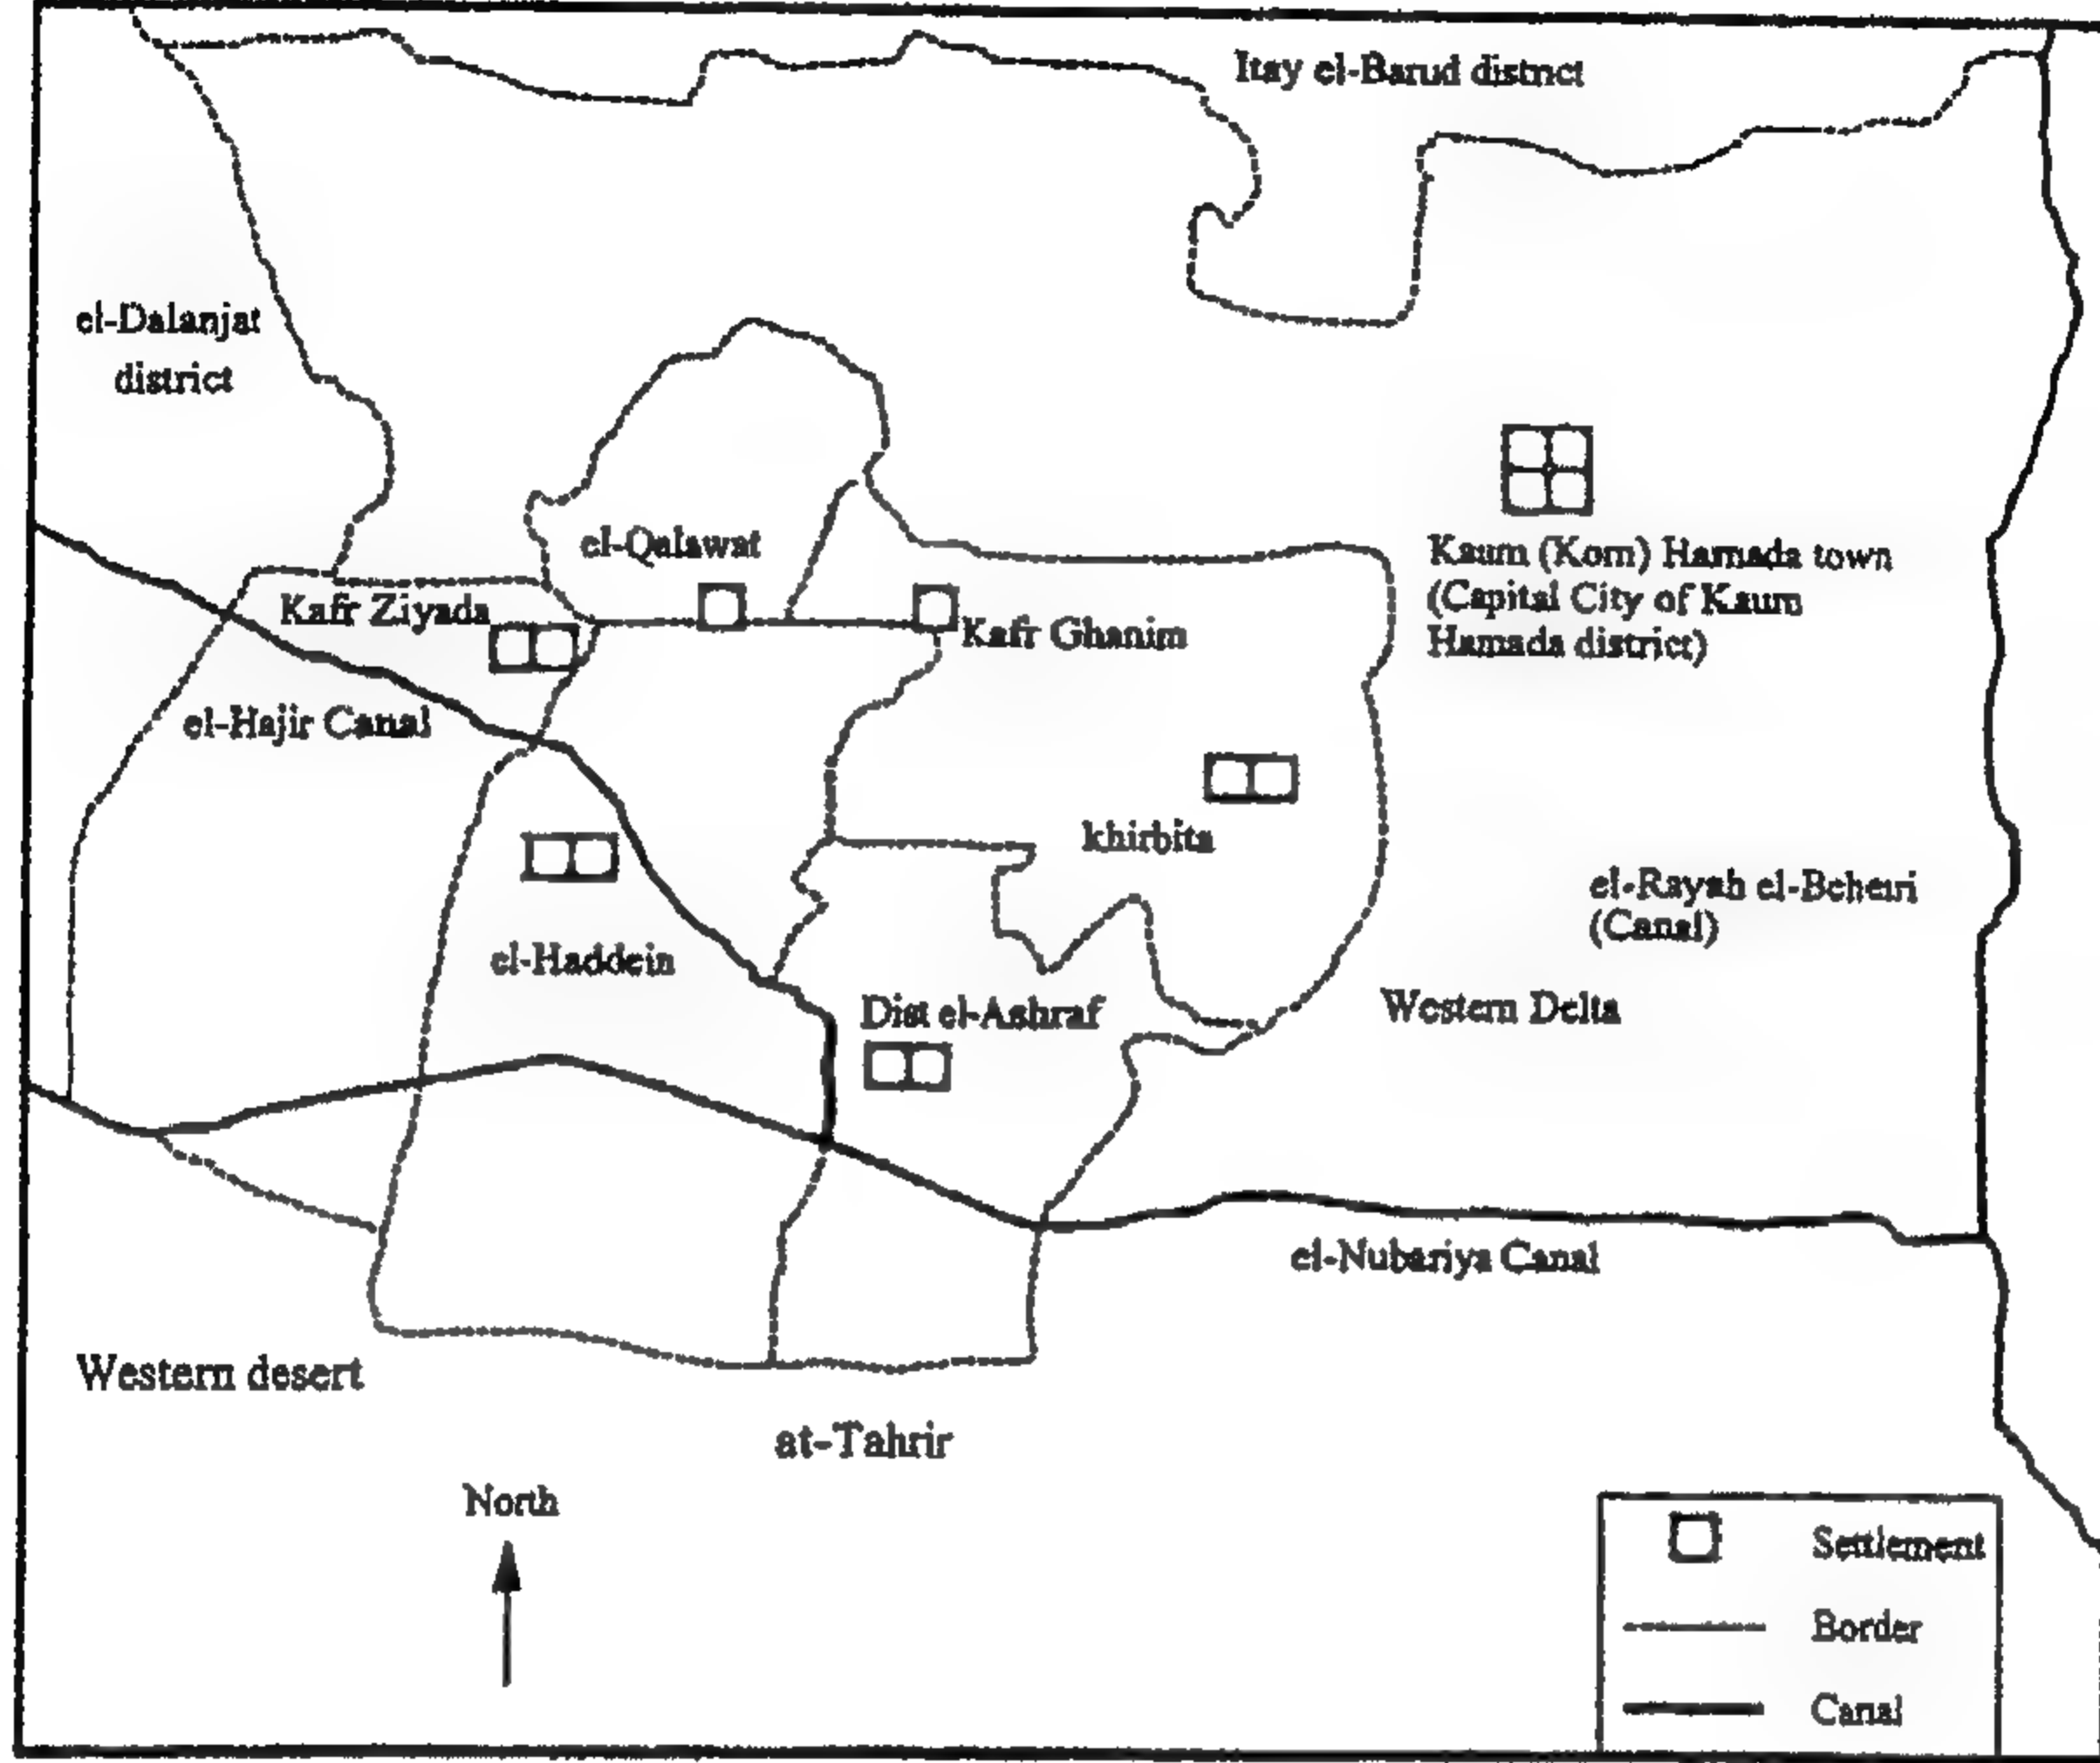 Itay el-Barud district
el-Dalanjat
district
el-Qalawat
Kaum (Kom) Hamada town
(Capital City of Kaum
Hamada district)
Kafr Ziyada
Kafr Ghanim
el-Hajir Canal
khirbita
el-Rayah el-Beheiri
(Canal)
el-Haddein
Dist el-Ashraf
Western Delta
el-Nubariya Canal
Western desert
at-Tahrir
North
Settlement
Border
Canal